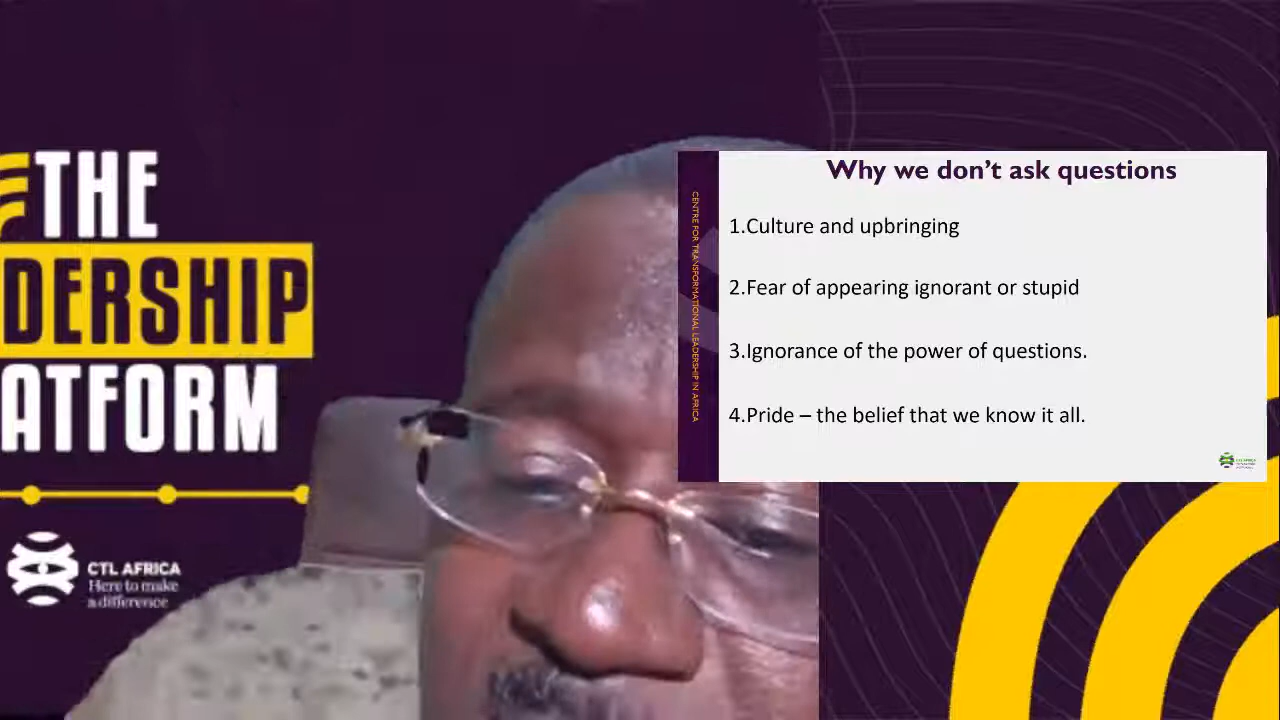 THE
DERSHIP
ATFORM
CTL AFRICA
Here to make
a difference
CENTRE FOR TRANSFORMATIONAL LEADERSHIP IN AFRICA
Why we don’t ask questions
1.Culture and upbringing
2.Fear of appearing ignorant or stupid
3.Ignorance of the power of questions.
4.Pride – the belief that we know it all.
CTL AFRICA